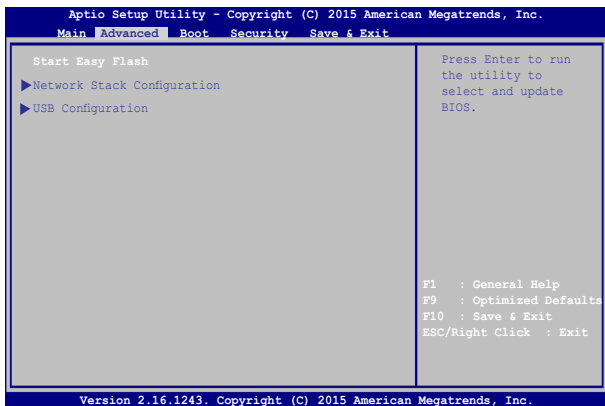 Aptio Setup Utility - Copyright (C) 2015 American Megatrends, Inc.
Main Advanced Boot Security Save & Exit
Start Easy Flash
Network Stack Configuration
USB Configuration
Press Enter to run
the utility to
select and update
BIOS.
F1 : General Help
F9 : Optimized Defaults
F10 : Save & Exit
ESC/Right Click : Exit
Version 2.16.1243. Copyright (C) 2015 American Megatrends, Inc.